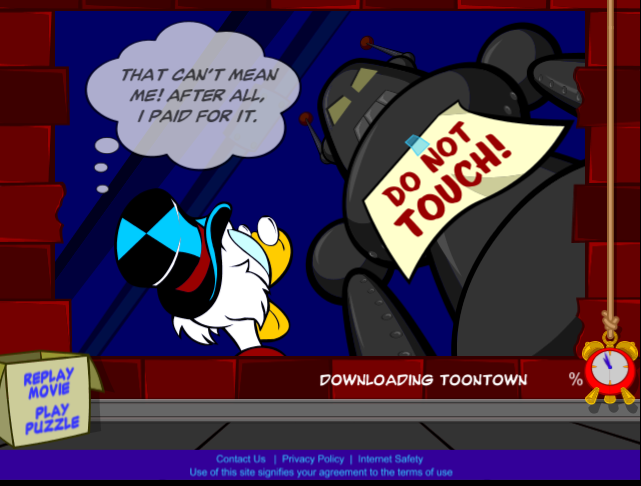 THAT CAN'T MEAN
ME! AFTER ALL,
I PAID FOR IT.
DO NOT
TOUCH!
REPLAY
MOVIE
PLAY
PUZZLE
DOWNLOADING TOONTOWN %
Contact Us | Privacy Policy | Internet Safety
Use of this site signifies your agreement to the terms of use